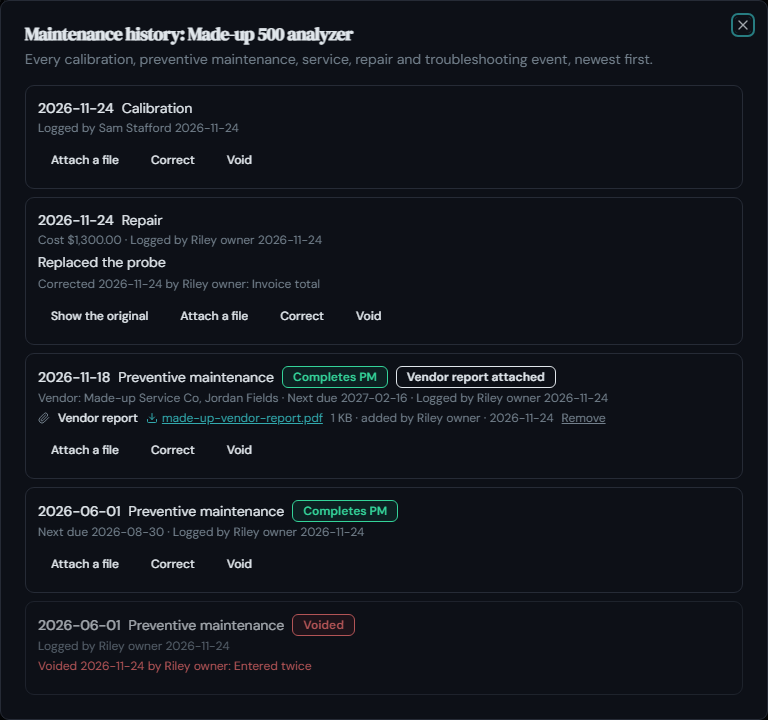 Maintenance history: Made-up 500 analyzer
Every calibration, preventive maintenance, service, repair and troubleshooting event, newest first.
2026-11-24 Calibration
Logged by Sam Stafford 2026-11-24
Attach a file Correct Void
2026-11-24 Repair
Cost $1,300.00 · Logged by Riley owner 2026-11-24
Replaced the probe
Corrected 2026-11-24 by Riley owner: Invoice total
Show the original Attach a file Correct Void
2026-11-18 Preventive maintenance Completes PM Vendor report attached
Vendor: Made-up Service Co, Jordan Fields · Next due 2027-02-16 · Logged by Riley owner 2026-11-24
Vendor report made-up-vendor-report.pdf 1 KB · added by Riley owner · 2026-11-24 Remove
Attach a file Correct Void
2026-06-01 Preventive maintenance Completes PM
Next due 2026-08-30 · Logged by Riley owner 2026-11-24
Attach a file Correct Void
2026-06-01 Preventive maintenance Voided
Logged by Riley owner 2026-11-24
Voided 2026-11-24 by Riley owner: Entered twice